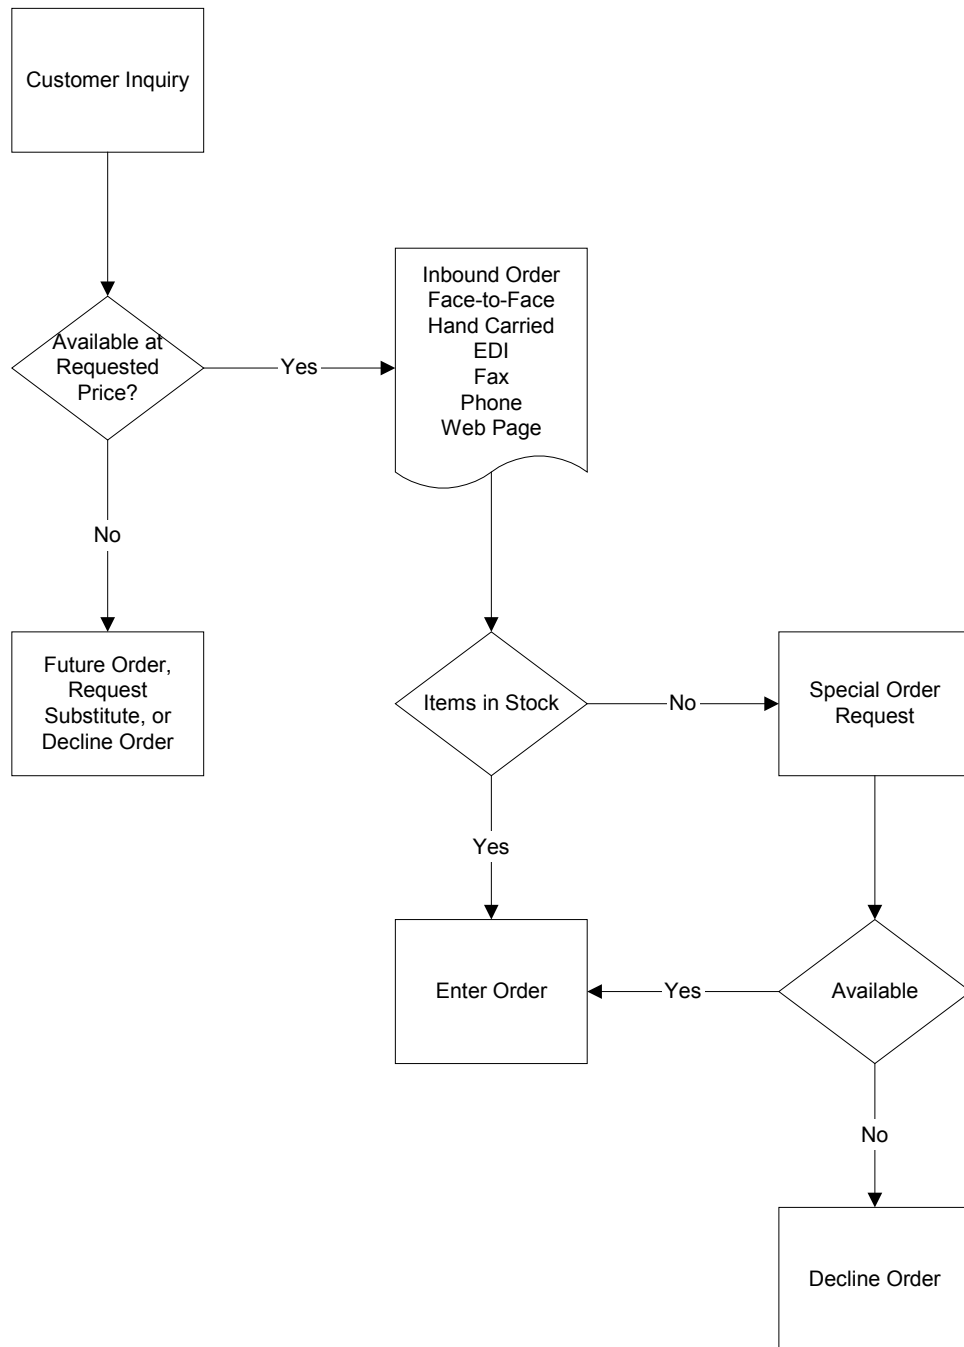 Customer Inquiry
Available at
Requested
Price?
Yes
Inbound Order
Face-to-Face
Hand Carried
EDI
Fax
Phone
Web Page
No
Future Order,
Request
Substitute, or
Decline Order
Items in Stock
No
Special Order
Request
Yes
Enter Order
Yes
Available
No
Decline Order